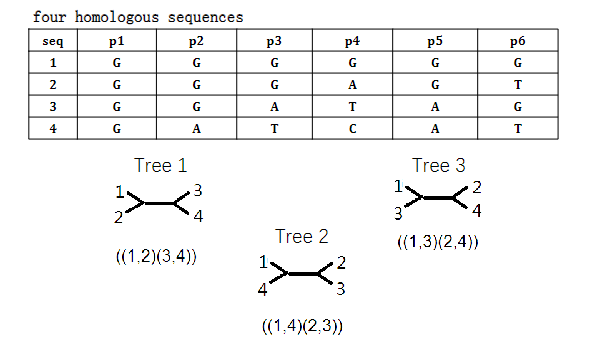 four homologous sequences
seq p1 p2 p3 p4 p5 p6
1 G G G G G G
2 G G G A G T
3 G G A T A G
4 G A T C A T
Tree 1
1 3
2 4
((1,2)(3,4))
Tree 3
1 2
3 4
((1,3)(2,4))
Tree 2
1 2
4 3
((1,4)(2,3))